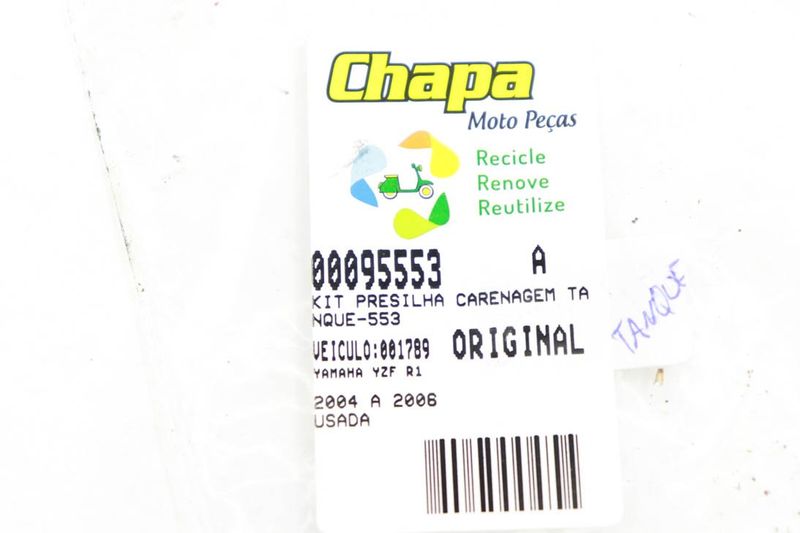 Chapa
Moto Peças
Recicle
Renove
Reutilize
00095553 A
KIT PRESILHA CARENAGEM TA
NQUE-553
VEICULO:001789 ORIGINAL
YAMAHA YZF R1
2004 A 2006
USADA
TANQUE